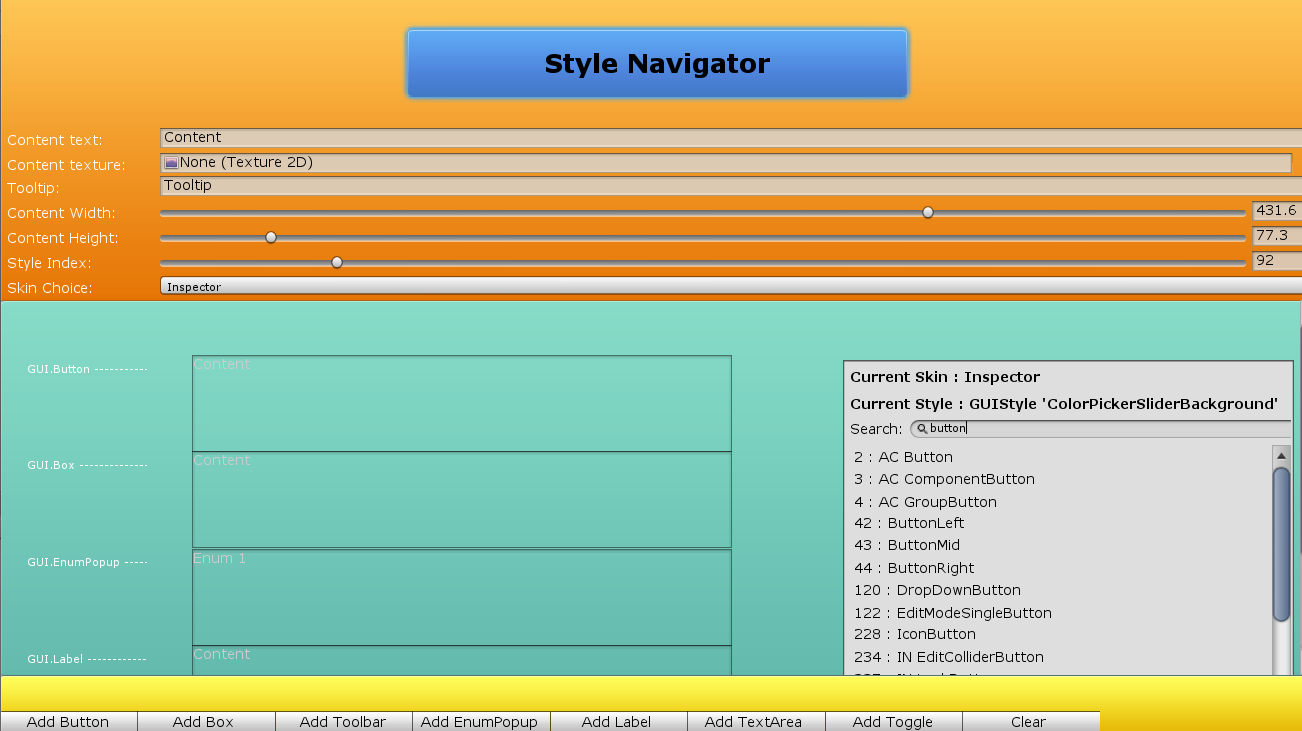 Style Navigator
Content text: Content
Content texture: None (Texture 2D)
Tooltip: Tooltip
Content Width: 431.6
Content Height: 77.3
Style Index: 92
Skin Choice: Inspector
GUI.Button -----------
Content
GUI.Box --------------
Content
GUI.EnumPopup -----
Enum 1
GUI.Label ------------
Content
Current Skin : Inspector
Current Style : GUIStyle 'ColorPickerSliderBackground'
Search: button
2 : AC Button
3 : AC ComponentButton
4 : AC GroupButton
42 : ButtonLeft
43 : ButtonMid
44 : ButtonRight
120 : DropDownButton
122 : EditModeSingleButton
228 : IconButton
234 : IN EditColliderButton
Add Button Add Box Add Toolbar Add EnumPopup Add Label Add TextArea Add Toggle Clear